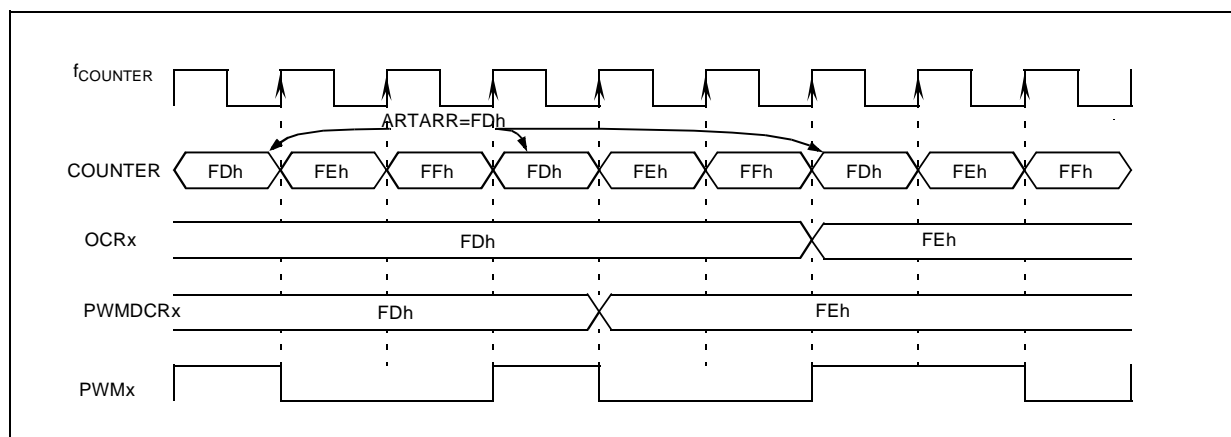 fCOUNTER
ARTARR=FDh
COUNTER FDh FEh FFh FDh FEh FFh FDh FEh FFh
OCRx FDh FEh
PWMDCRx FDh FEh
PWMx